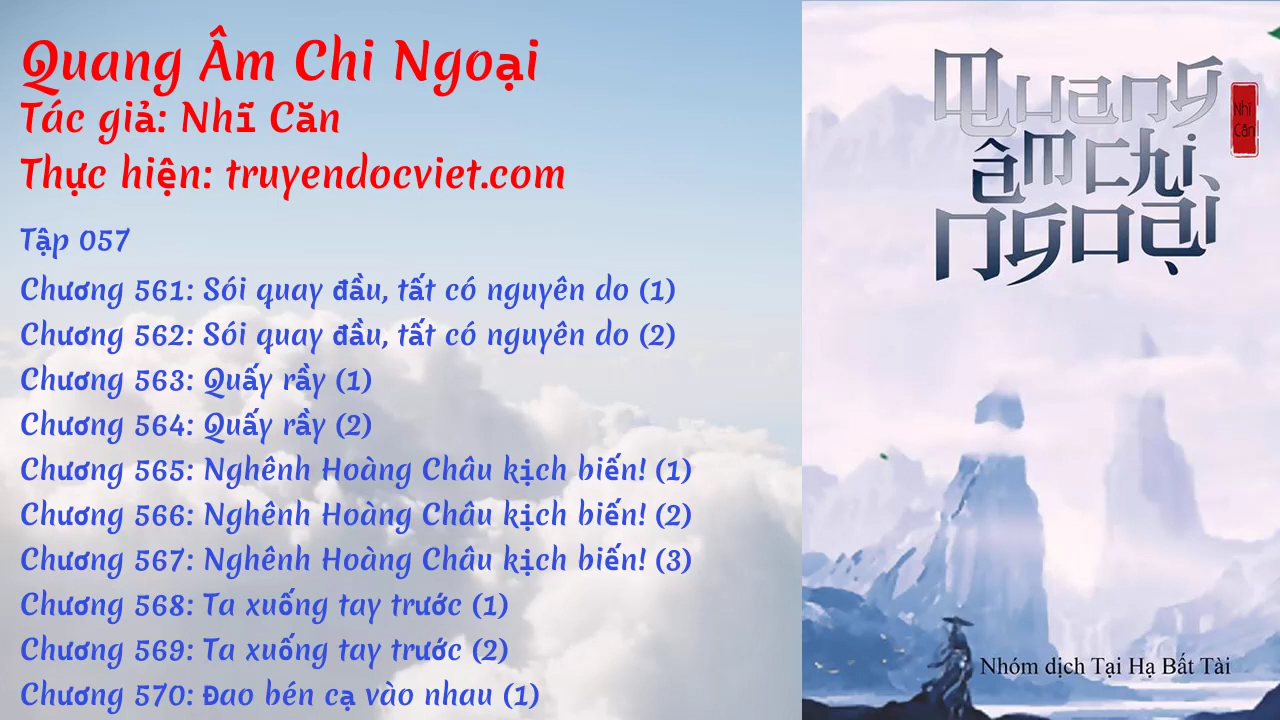 Quang Âm Chi Ngoại
Tác giả: Nhĩ Căn
Thực hiện: truyendocviet.com
Tập 057
Chương 561: Sói quay đầu, tất có nguyên do (1)
Chương 562: Sói quay đầu, tất có nguyên do (2)
Chương 563: Quấy rầy (1)
Chương 564: Quấy rầy (2)
Chương 565: Nghênh Hoàng Châu kịch biến! (1)
Chương 566: Nghênh Hoàng Châu kịch biến! (2)
Chương 567: Nghênh Hoàng Châu kịch biến! (3)
Chương 568: Ta xuống tay trước (1)
Chương 569: Ta xuống tay trước (2)
Chương 570: Đao bén cạ vào nhau (1)
Quang
âm chi
ngoại
Nhĩ
Căn
Nhóm dịch Tại Hạ Bất Tài